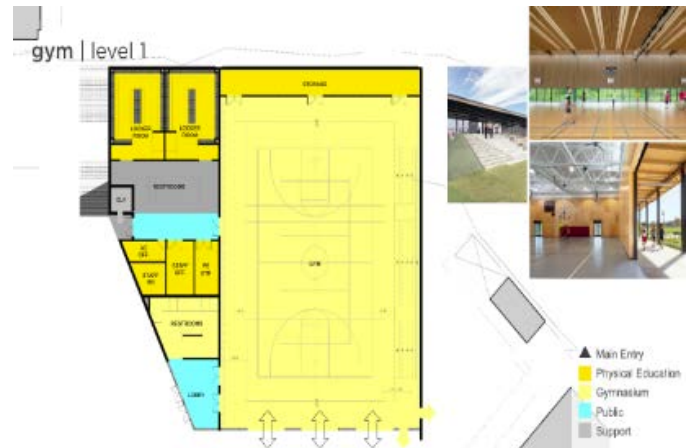 gym | level 1
STORAGE
LOCKER
ROOM
LOCKER
ROOM
RESTROOMS
GYM
RESTROOMS
LOBBY
Main Entry
Physical Education
Gymnasium
Public
Support